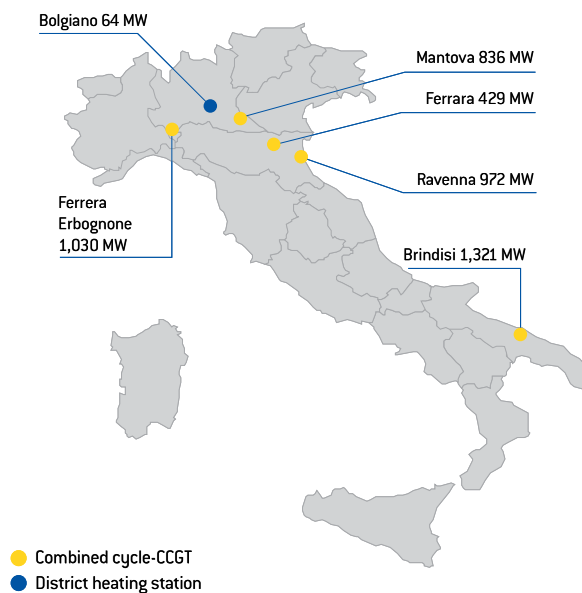 Bolgiano 64 MW
Mantova 836 MW
Ferrara 429 MW
Ravenna 972 MW
Ferrera
Erbognone
1,030 MW
Brindisi 1,321 MW
Combined cycle-CCGT
District heating station